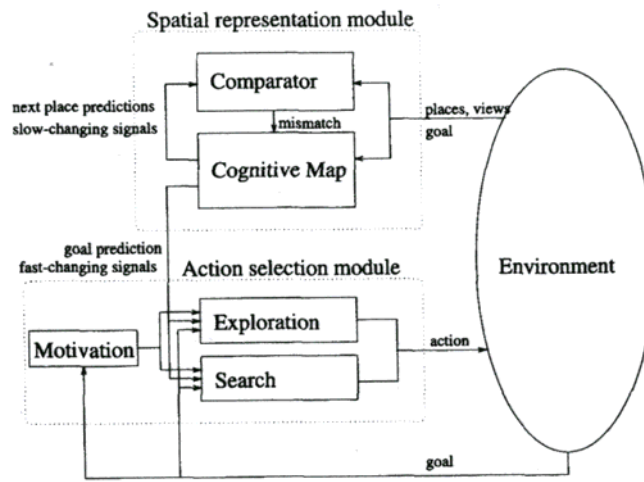 Spatial representation module
Comparator
next place predictions
slow-changing signals
mismatch
places, views
goal
Cognitive Map
goal prediction
fast-changing signals
Action selection module
Environment
Exploration
Motivation
action
Search
goal